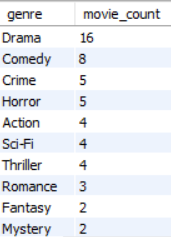 genre movie_count
Drama 16
Comedy 8
Crime 5
Horror 5
Action 4
Sci-Fi 4
Thriller 4
Romance 3
Fantasy 2
Mystery 2